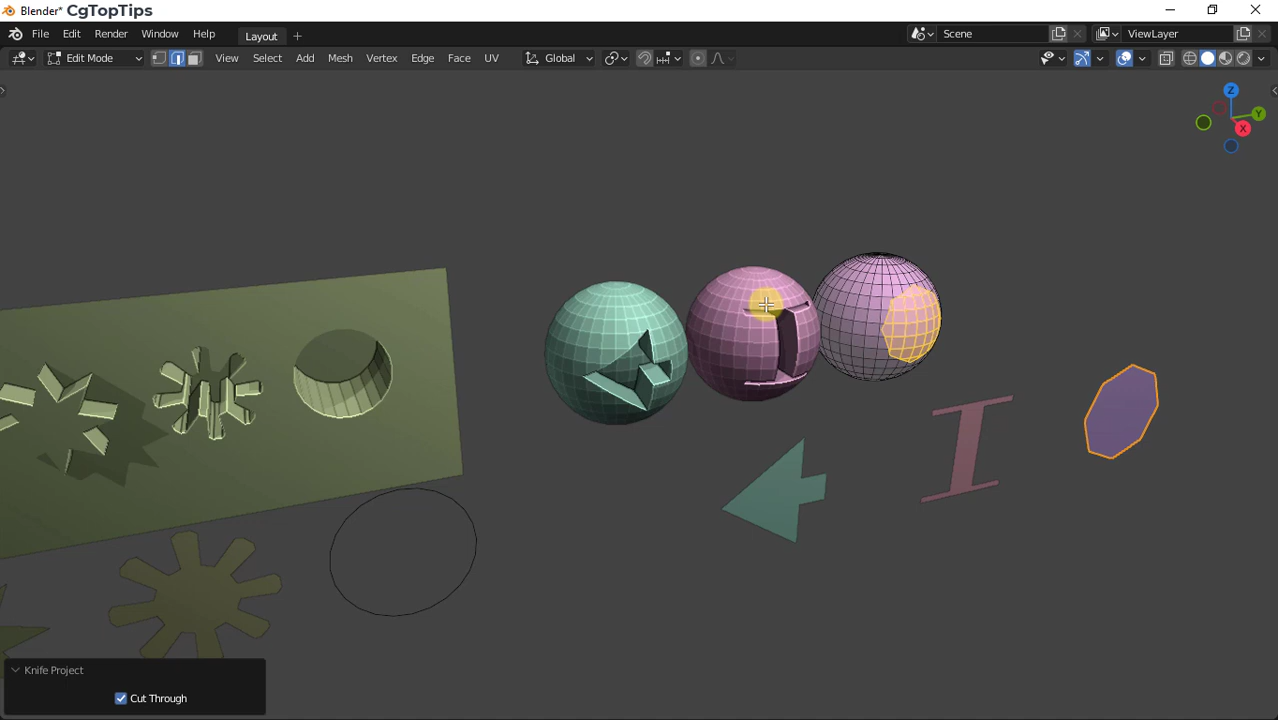 Blender* CgTopTips
File Edit Render Window Help Layout + Scene ViewLayer
Edit Mode View Select Add Mesh Vertex Edge Face UV Global
Z
Y
X
I
Knife Project
Cut Through